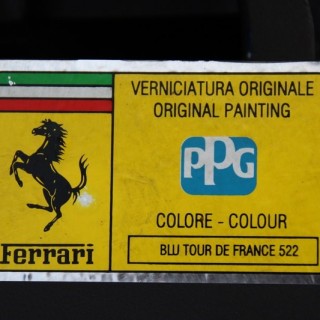 VERNICIATURA ORIGINALE
ORIGINAL PAINTING
PPG
COLORE - COLOUR
BLU TOUR DE FRANCE 522
Ferrari